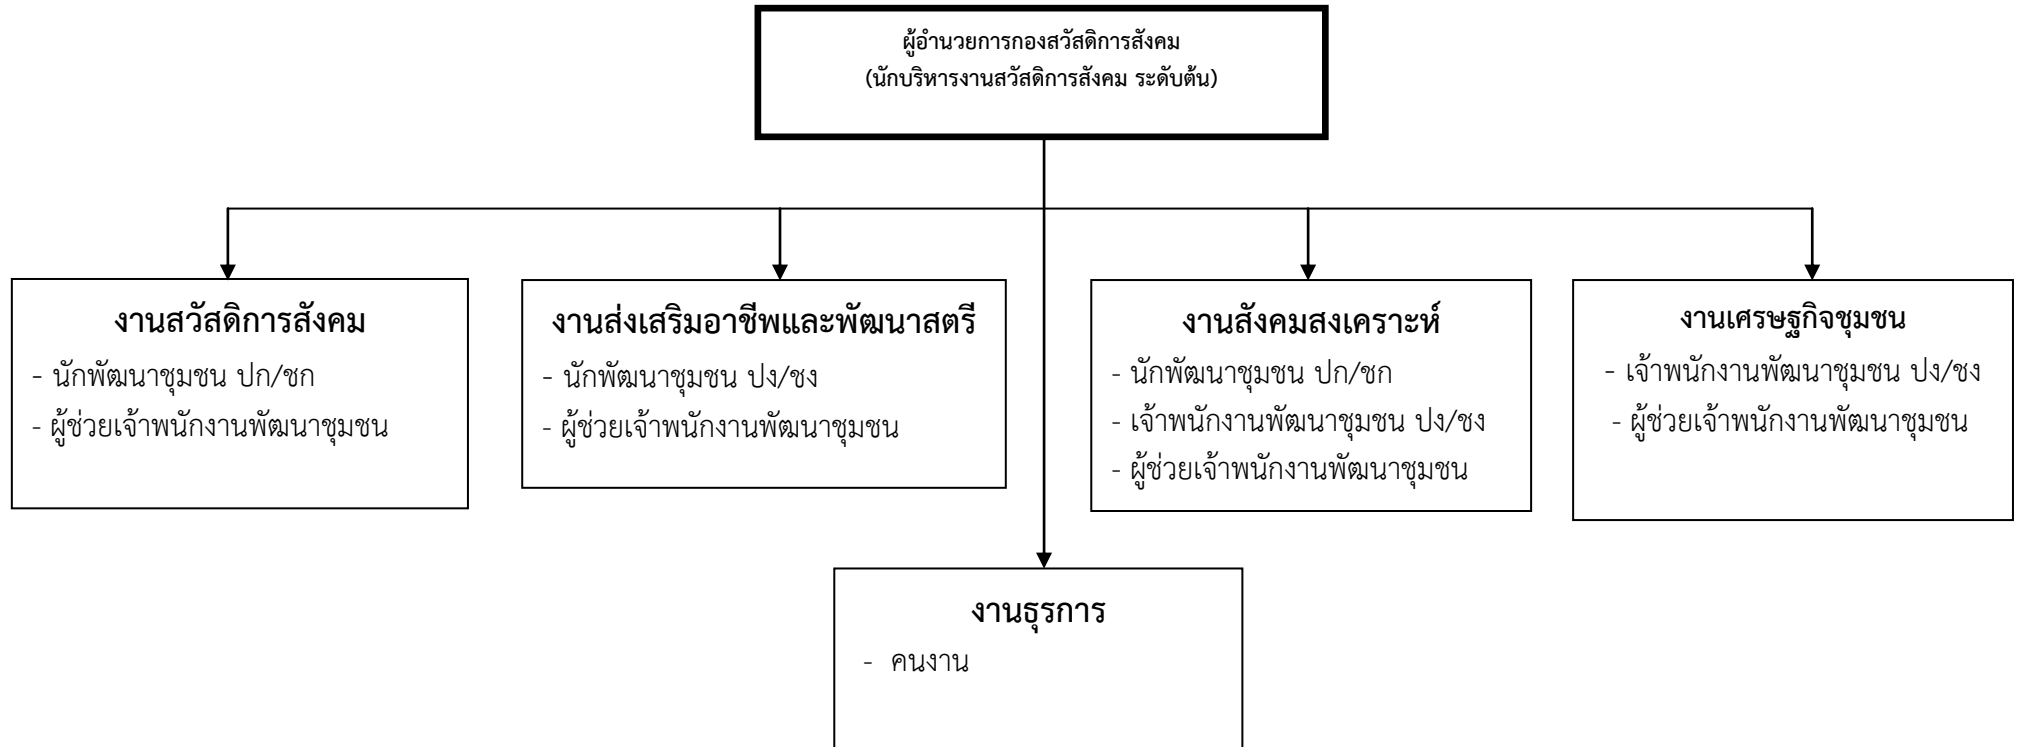 ผู้อำนวยการกองสวัสดิการสังคม
(นักบริหารงานสวัสดิการสังคม ระดับต้น)
งานสวัสดิการสังคม
- นักพัฒนาชุมชน ปก/ชก
- ผู้ช่วยเจ้าพนักงานพัฒนาชุมชน
งานส่งเสริมอาชีพและพัฒนาสตรี
- นักพัฒนาชุมชน ปง/ชง
- ผู้ช่วยเจ้าพนักงานพัฒนาชุมชน
งานสังคมสงเคราะห์
- นักพัฒนาชุมชน ปก/ชก
- เจ้าพนักงานพัฒนาชุมชน ปง/ชง
- ผู้ช่วยเจ้าพนักงานพัฒนาชุมชน
งานเศรษฐกิจชุมชน
- เจ้าพนักงานพัฒนาชุมชน ปง/ชง
- ผู้ช่วยเจ้าพนักงานพัฒนาชุมชน
งานธุรการ
- คนงาน